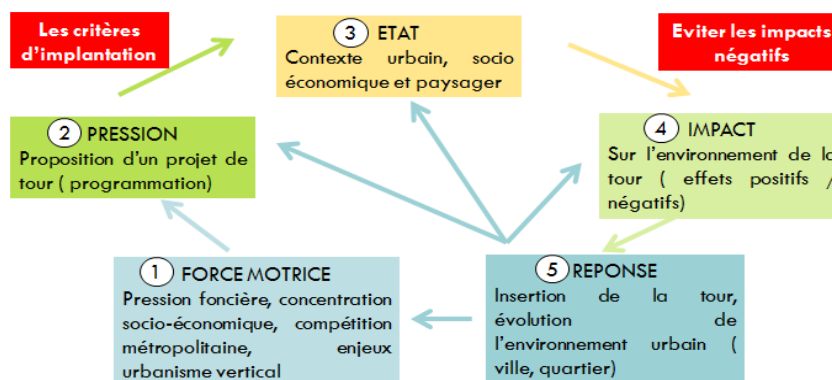 Les critères
d'implantation
3 ETAT
Contexte urbain, socio
économique et paysager
Eviter les impacts
négatifs
2 PRESSION
Proposition d'un projet de
tour ( programmation)
4 IMPACT
Sur l'environnement de la
tour ( effets positifs /
négatifs)
1 FORCE MOTRICE
Pression foncière, concentration
socio-économique, compétition
métropolitaine, enjeux
urbanisme vertical
5 REPONSE
Insertion de la tour,
évolution de
l'environnement urbain (
ville, quartier)